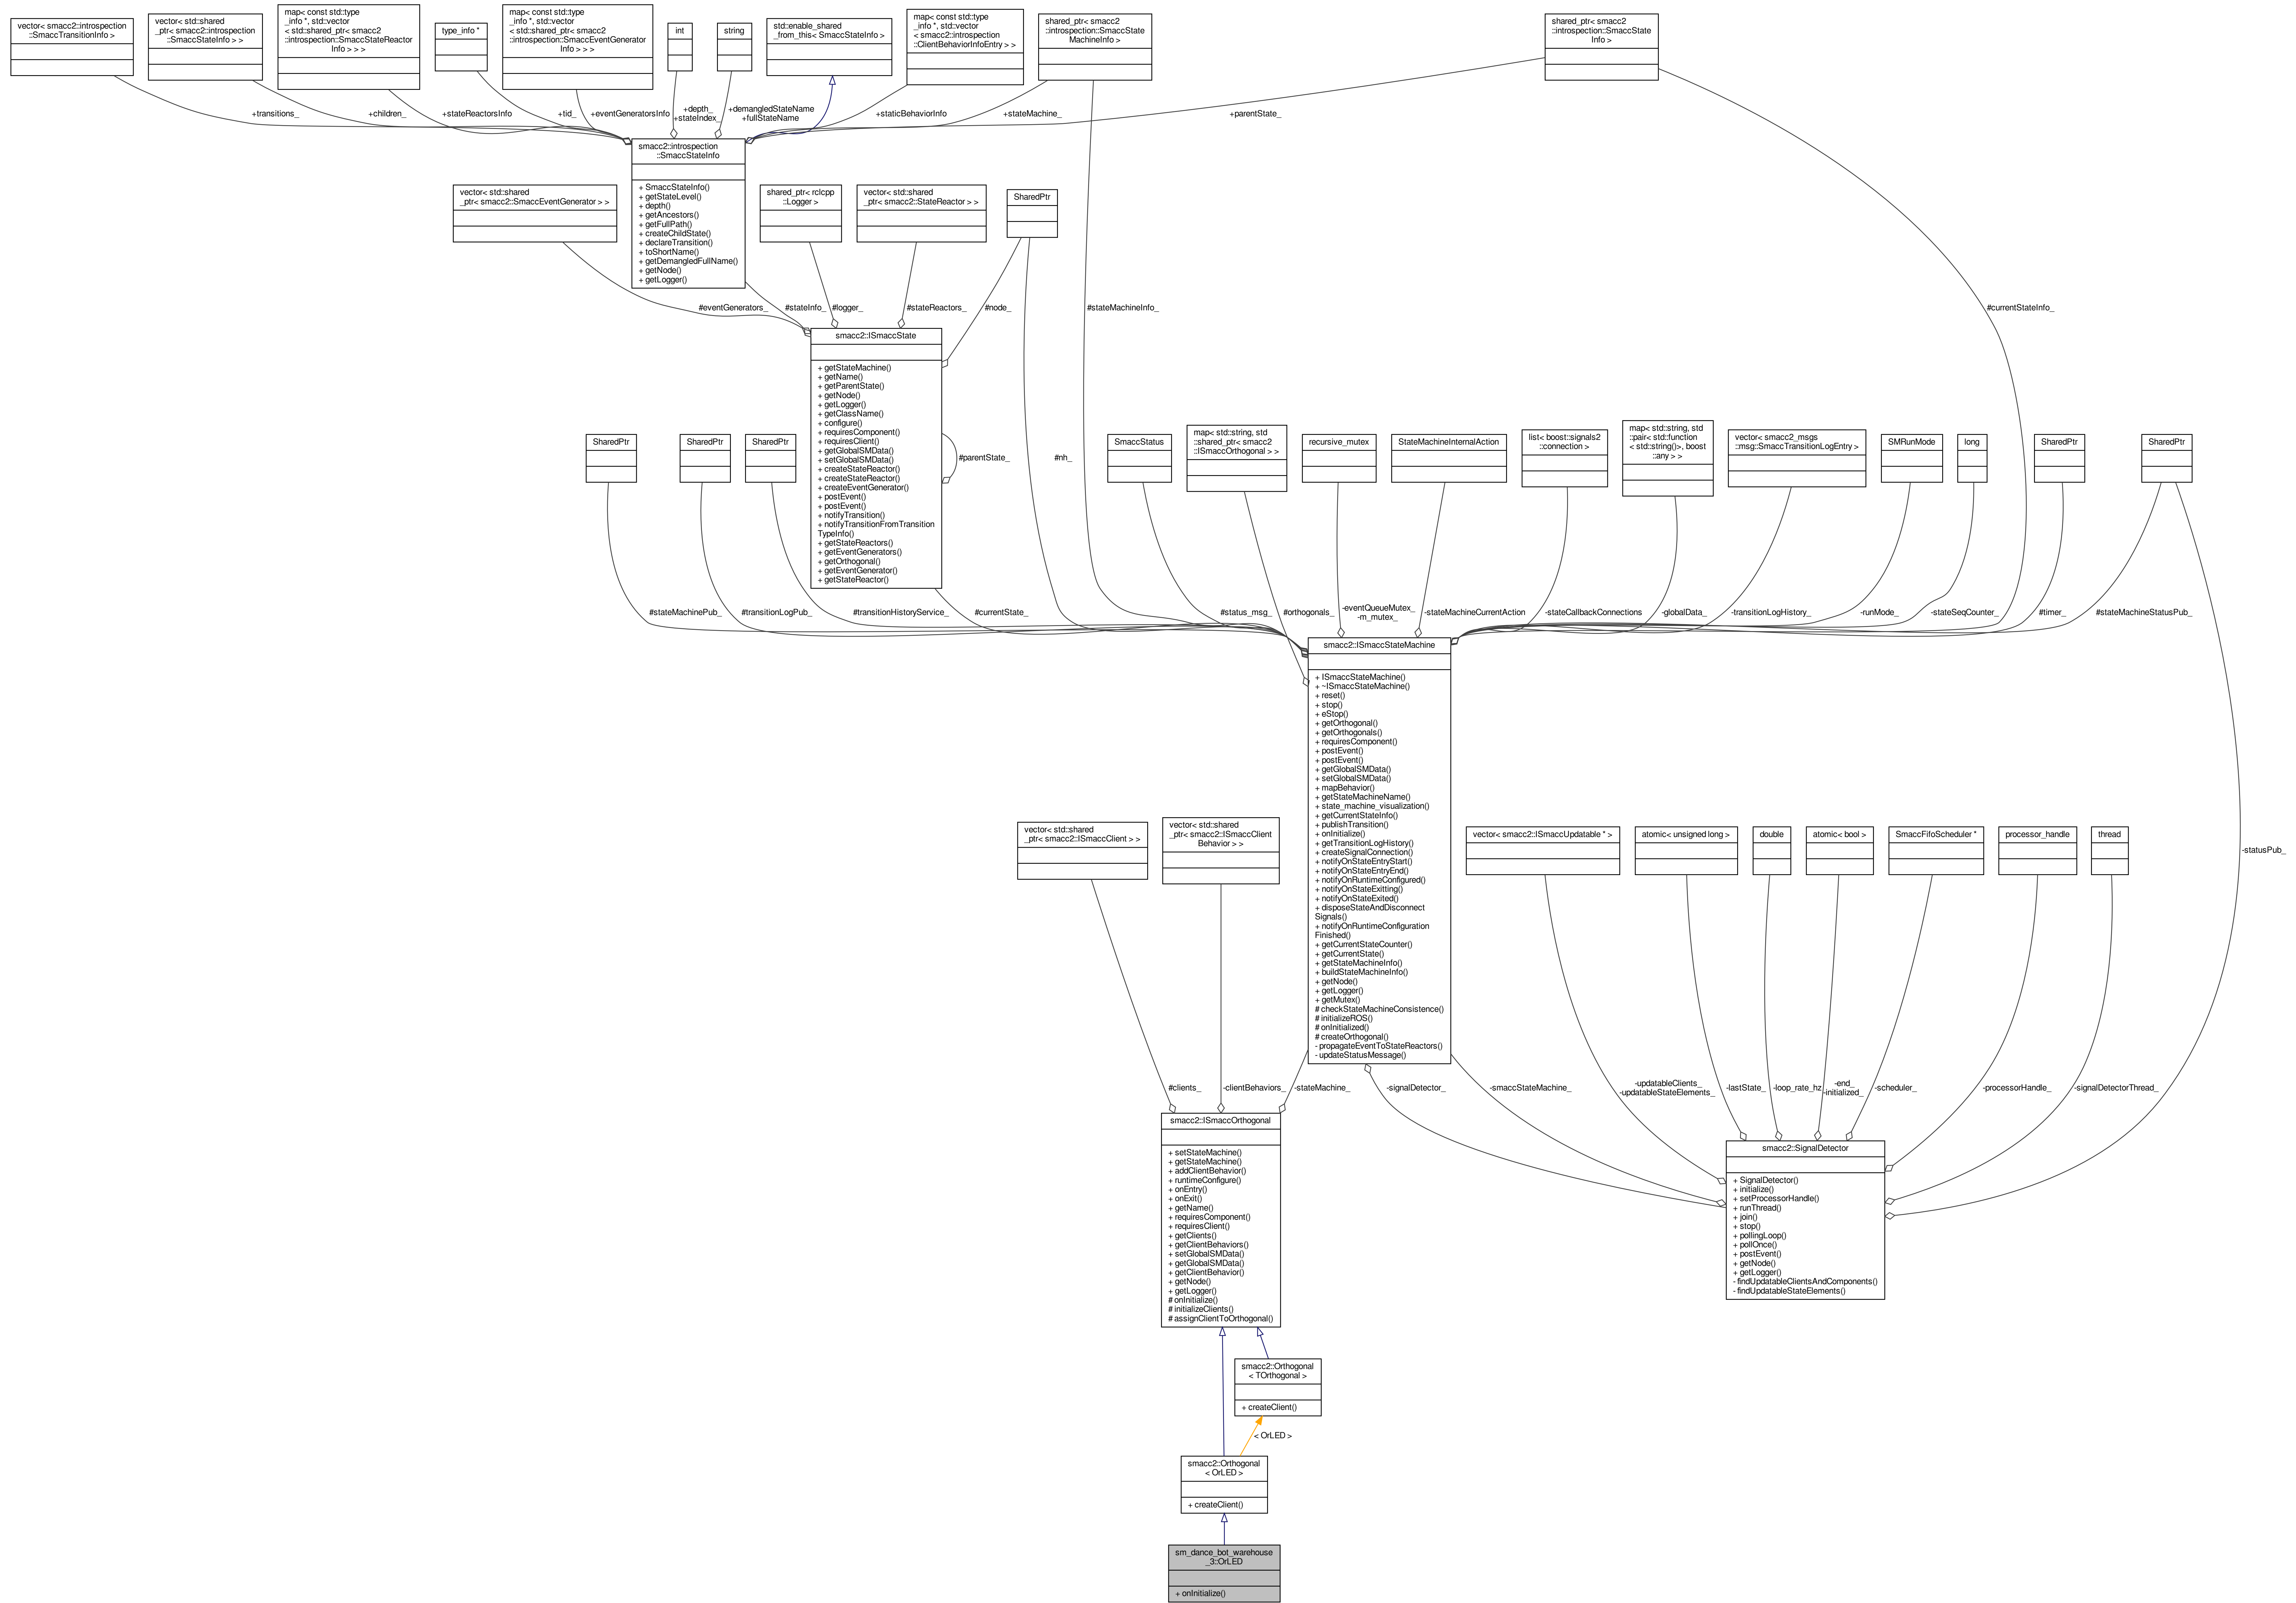 vector< smacc2::introspection
::SmaccTransitionInfo >
vector< std::shared
_ptr< smacc2::introspection
::SmaccStateInfo > >
map< const std::type
_info *, std::vector
< std::shared_ptr< smacc2
::introspection::SmaccStateReactor
Info > > >
type_info *
map< const std::type
_info *, std::vector
< std::shared_ptr< smacc2
::introspection::SmaccEventGenerator
Info > > >
int
string
std::enable_shared
_from_this< SmaccStateInfo >
map< const std::type
_info *, std::vector
< smacc2::introspection
::ClientBehaviorInfoEntry > >
shared_ptr< smacc2
::introspection::SmaccState
MachineInfo >
shared_ptr< smacc2
::introspection::SmaccState
Info >
+transitions_
+children_
+stateReactorsInfo
+tid_
+eventGeneratorsInfo
+depth_
+stateIndex_
+demangledStateName
+fullStateName
+staticBehaviorInfo
+stateMachine_
+parentState_
smacc2::introspection
::SmaccStateInfo
+ SmaccStateInfo()
+ getStateLevel()
+ depth()
+ getAncestors()
+ getFullPath()
+ createChildState()
+ declareTransition()
+ toShortName()
+ getDemangledFullName()
+ getNode()
+ getLogger()
vector< std::shared
_ptr< smacc2::SmaccEventGenerator > >
shared_ptr< rclcpp
::Logger >
vector< std::shared
_ptr< smacc2::StateReactor > >
SharedPtr
#eventGenerators_
#stateInfo_
#logger_
#stateReactors_
#node_
#stateMachineInfo_
#currentStateInfo_
smacc2::ISmaccState
+ getStateMachine()
+ getName()
+ getParentState()
+ getNode()
+ getLogger()
+ getClassName()
+ configure()
+ requiresComponent()
+ requiresClient()
+ getGlobalSMData()
+ setGlobalSMData()
+ createStateReactor()
+ createStateReactor()
+ createEventGenerator()
+ postEvent()
+ postEvent()
+ notifyTransition()
+ notifyTransitionFromTransition
TypeInfo()
+ getStateReactors()
+ getEventGenerators()
+ getOrthogonal()
+ getEventGenerator()
+ getStateReactor()
#parentState_
#nh_
SharedPtr
SharedPtr
SharedPtr
SmaccStatus
map< std::string, std
::shared_ptr< smacc2
::ISmaccOrthogonal > >
recursive_mutex
StateMachineInternalAction
list< boost::signals2
::connection >
map< std::string, std
::pair< std::function
< std::string()>, boost
::any > >
vector< smacc2_msgs
::msg::SmaccTransitionLogEntry >
SMRunMode
long
SharedPtr
SharedPtr
#stateMachinePub_
#transitionLogPub_
#transitionHistoryService_
#currentState_
#status_msg_
#orthogonals_
-eventQueueMutex_
-m_mutex_
-stateMachineCurrentAction
-stateCallbackConnections
-globalData_
-transitionLogHistory_
-runMode_
-stateSeqCounter_
#timer_
#stateMachineStatusPub_
smacc2::ISmaccStateMachine
+ ISmaccStateMachine()
+ ~ISmaccStateMachine()
+ reset()
+ stop()
+ eStop()
+ getOrthogonal()
+ getOrthogonals()
+ requiresComponent()
+ postEvent()
+ postEvent()
+ getGlobalSMData()
+ setGlobalSMData()
+ mapBehavior()
+ getStateMachineName()
+ state_machine_visualization()
+ getCurrentStateInfo()
+ publishTransition()
+ onInitialize()
+ getTransitionLogHistory()
+ createSignalConnection()
+ notifyOnStateEntryStart()
+ notifyOnStateEntryEnd()
+ notifyOnRuntimeConfigured()
+ notifyOnStateExitting()
+ notifyOnStateExited()
+ disposeStateAndDisconnect
Signals()
+ notifyOnRuntimeConfiguration
Finished()
+ getCurrentStateCounter()
+ getCurrentState()
+ getStateMachineInfo()
+ buildStateMachineInfo()
+ getNode()
+ getLogger()
+ getMutex()
# checkStateMachineConsistence()
# initializeROS()
# onInitialized()
# createOrthogonal()
- propagateEventToStateReactors()
- updateStatusMessage()
vector< std::shared
_ptr< smacc2::ISmaccClient > >
vector< std::shared
_ptr< smacc2::ISmaccClient
Behavior > >
vector< smacc2::ISmaccUpdatable * >
atomic< unsigned long >
double
atomic< bool >
SmaccFifoScheduler *
processor_handle
thread
-statusPub_
#clients_
-clientBehaviors_
-stateMachine_
-signalDetector_
-smaccStateMachine_
-updatableClients_
-updatableStateElements_
-lastState_
-loop_rate_hz
-end_
-initialized_
-scheduler_
-processorHandle_
-signalDetectorThread_
smacc2::ISmaccOrthogonal
+ setStateMachine()
+ getStateMachine()
+ addClientBehavior()
+ runtimeConfigure()
+ onEntry()
+ onExit()
+ getName()
+ requiresComponent()
+ requiresClient()
+ getClients()
+ getClientBehaviors()
+ setGlobalSMData()
+ getGlobalSMData()
+ getClientBehavior()
+ getNode()
+ getLogger()
# onInitialize()
# initializeClients()
# assignClientToOrthogonal()
smacc2::SignalDetector
+ SignalDetector()
+ initialize()
+ setProcessorHandle()
+ runThread()
+ join()
+ stop()
+ pollingLoop()
+ pollOnce()
+ postEvent()
+ getNode()
+ getLogger()
- findUpdatableClientsAndComponents()
- findUpdatableStateElements()
smacc2::Orthogonal
< TOrthogonal >
+ createClient()
< OrLED >
smacc2::Orthogonal
< OrLED >
+ createClient()
sm_dance_bot_warehouse
_3::OrLED
+ onInitialize()